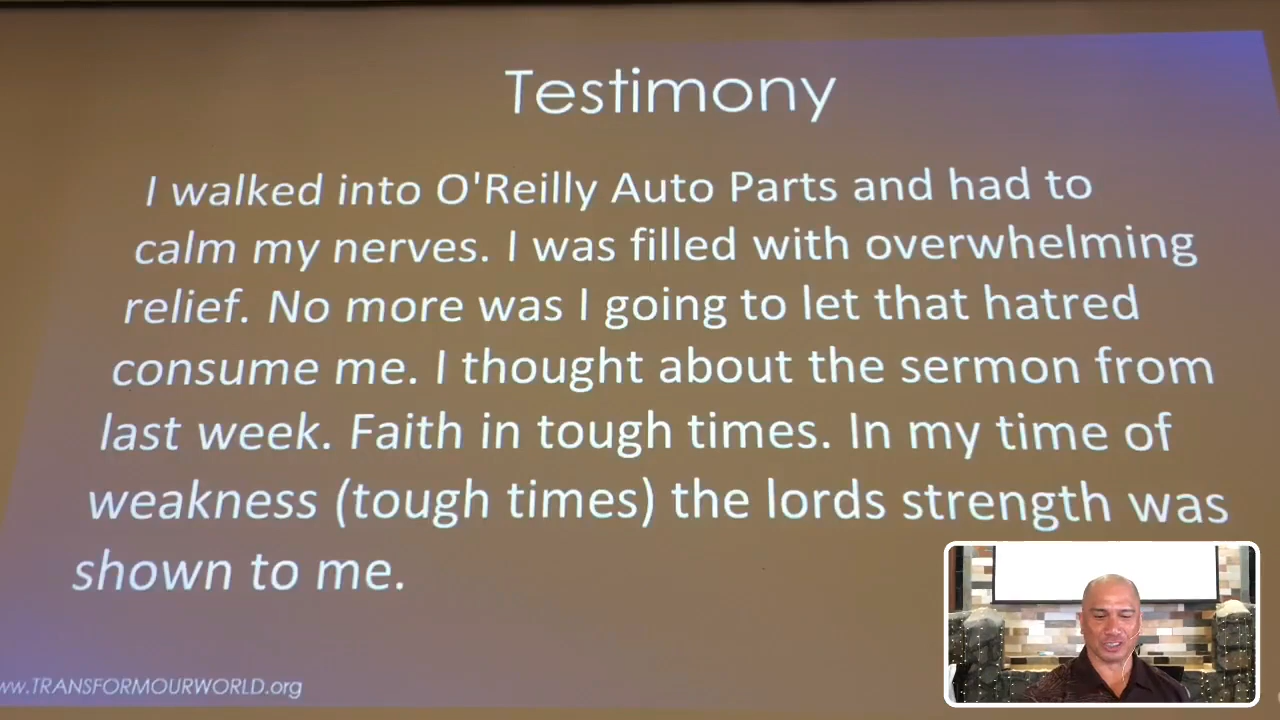 Testimony
I walked into O'Reilly Auto Parts and had to
calm my nerves. I was filled with overwhelming
relief. No more was I going to let that hatred
consume me. I thought about the sermon from
last week. Faith in tough times. In my time of
weakness (tough times) the lords strength was
shown to me.
ww.TRANSFORMOURWORLD.org